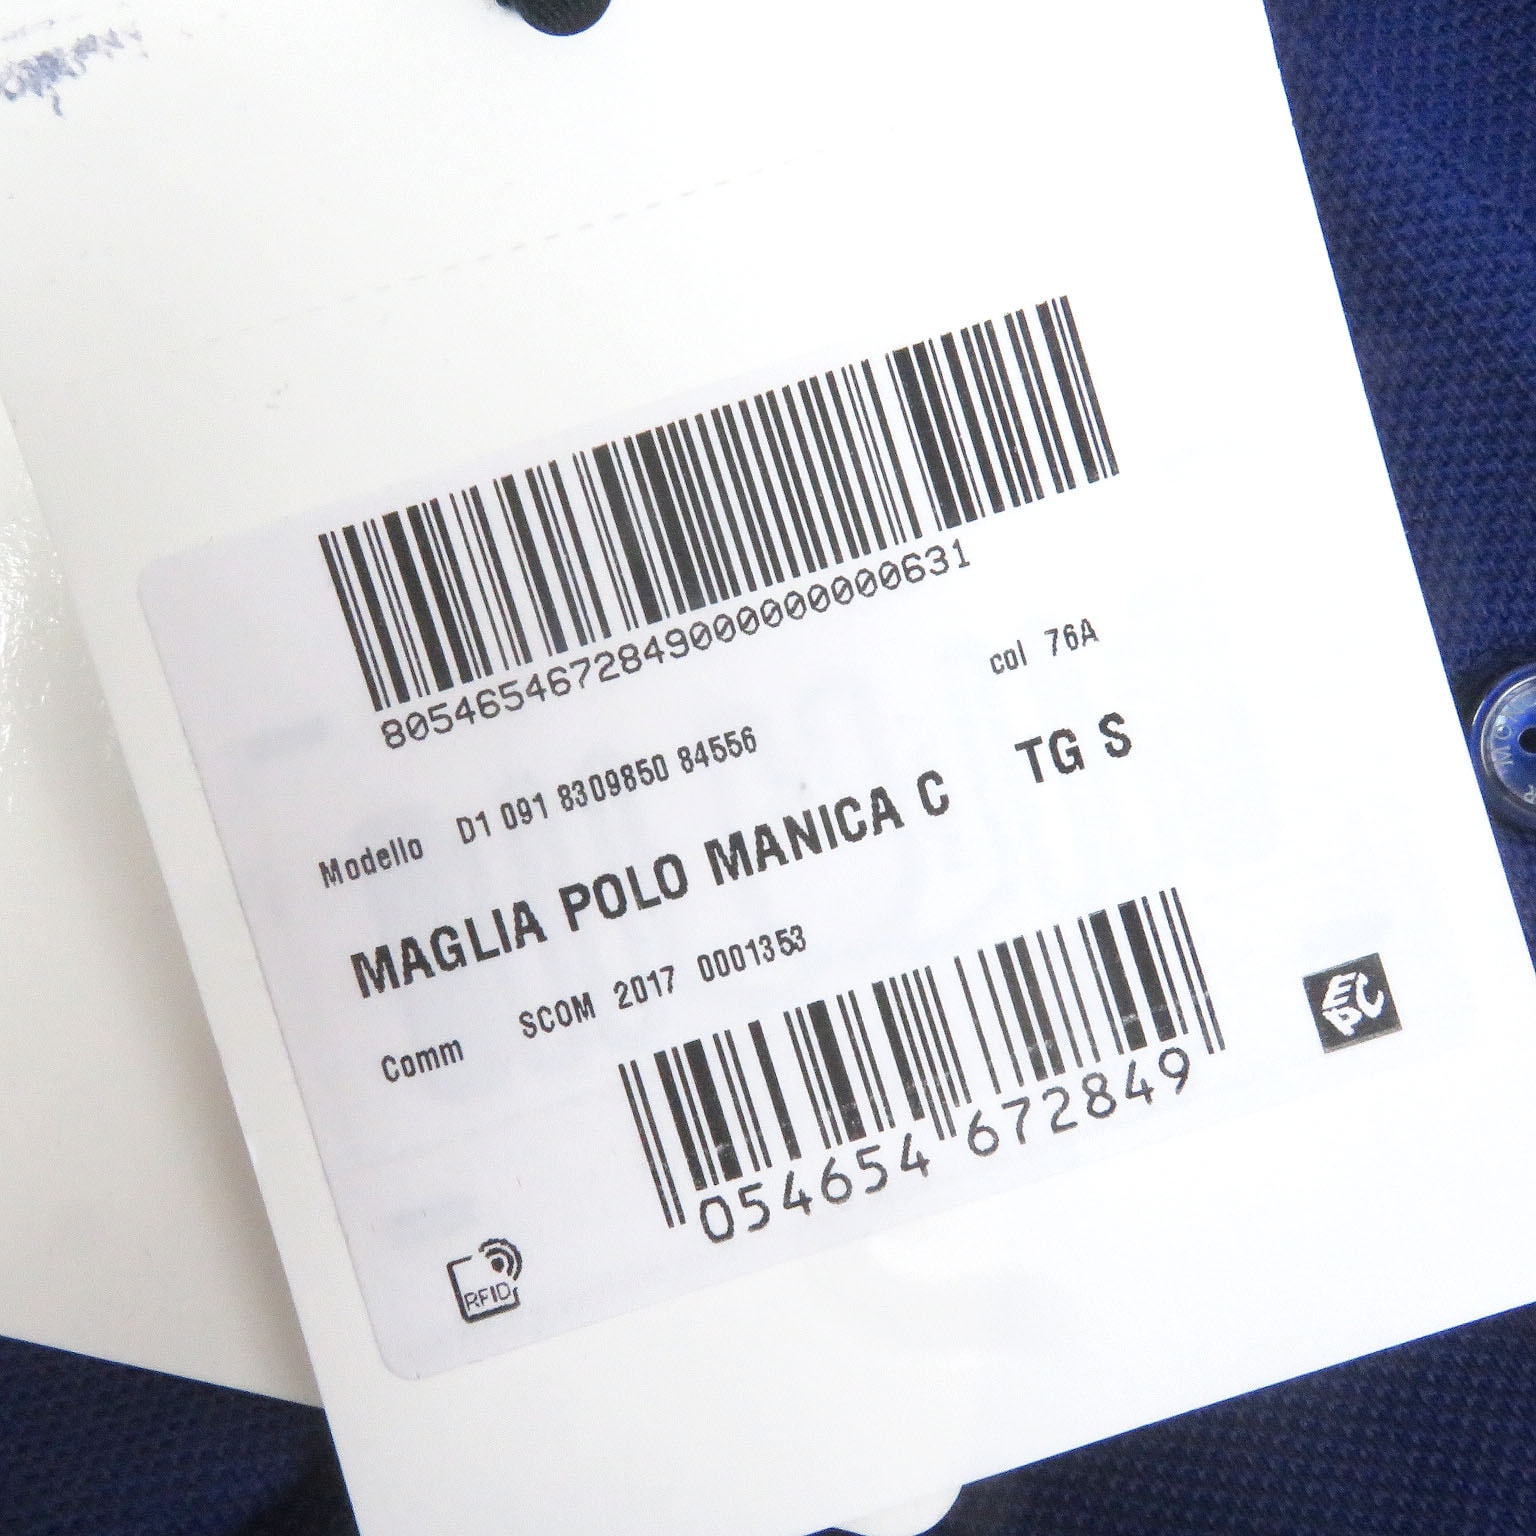 8054654672849000000000631
col 76A
Modello D1 091 8309850 84556
MAGLIA POLO MANICA C TG S
Comm SCOM 2017 0001353
054654 672849
EPC
RFID